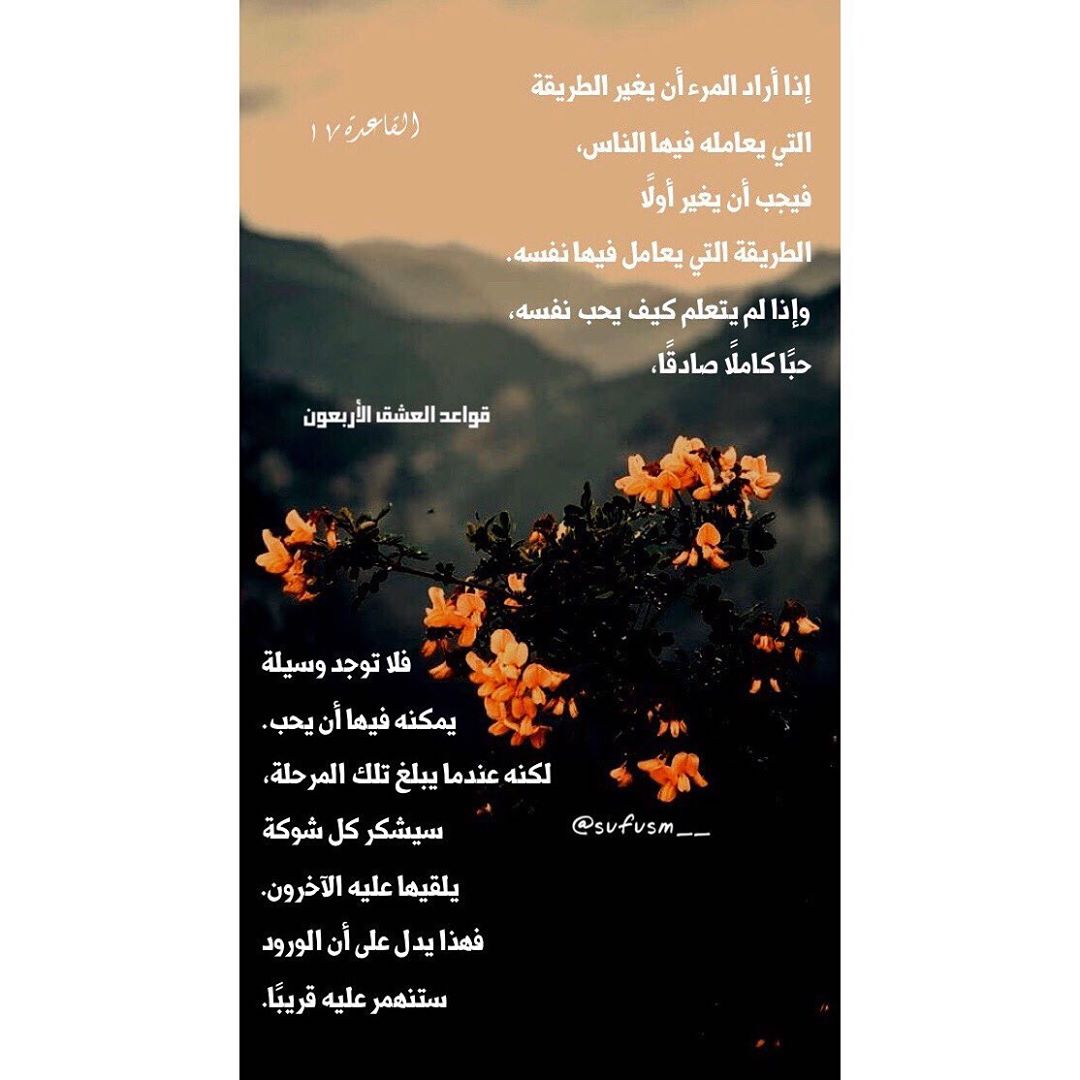 إذا أراد المرء أن يغير الطريقة
القاعدة ١٧
التي يعامله فيها الناس،
فيجب أن يغير أولًا
الطريقة التي يعامل فيها نفسه.
وإذا لم يتعلم كيف يحب نفسه،
حبًا كاملًا صادقًا،
قواعد العشق الأربعون
فلا توجد وسيلة
يمكنه فيها أن يحب.
لكنه عندما يبلغ تلك المرحلة،
سيشكر كل شوكة
@sufusm__
يلقيها عليه الآخرون.
فهذا يدل على أن الورود
ستنهمر عليه قريبًا.